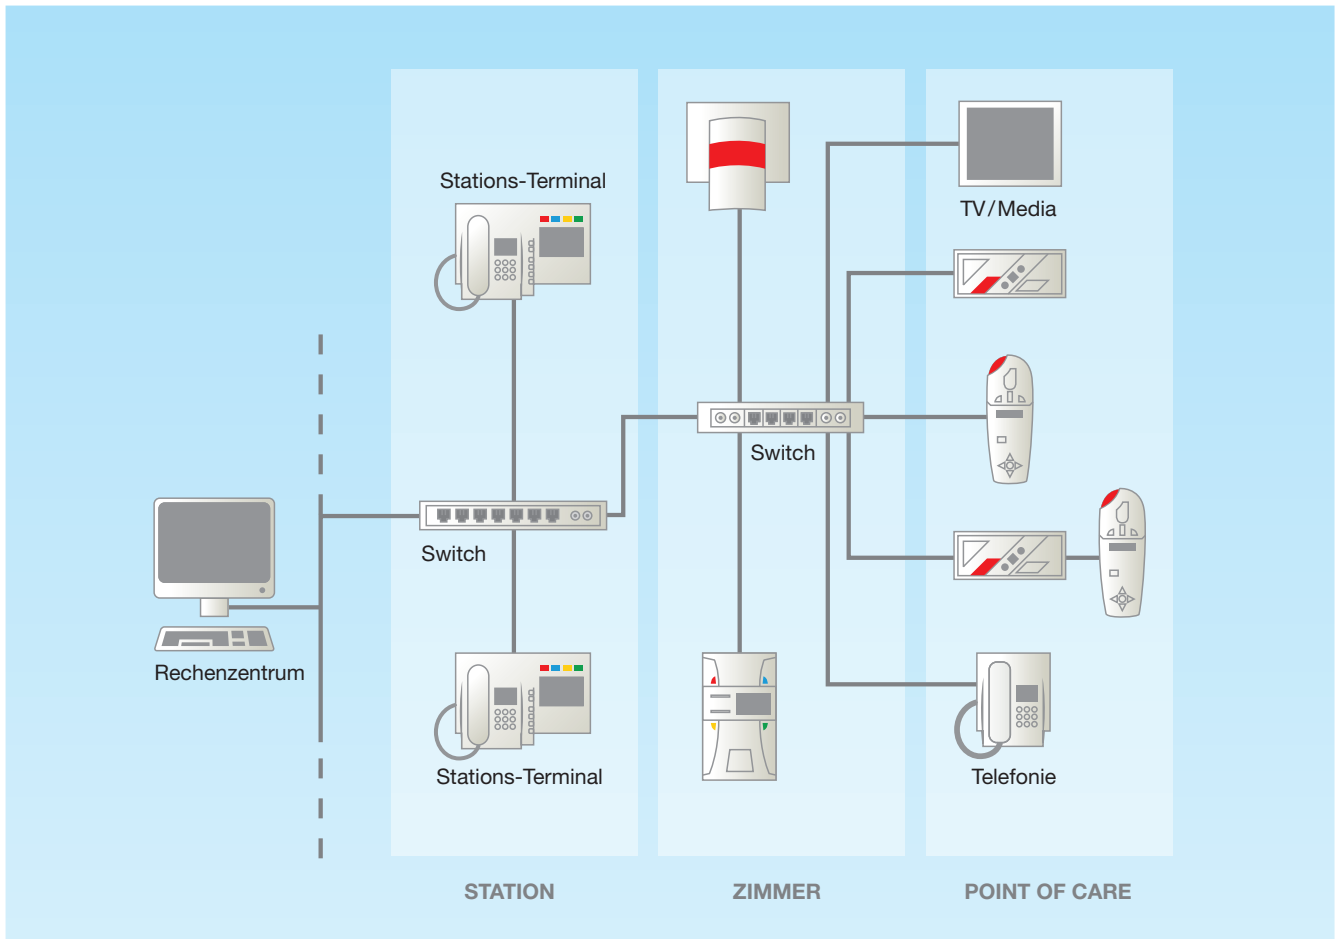 Stations-Terminal
TV/Media
Switch
Switch
Rechenzentrum
Stations-Terminal
Telefonie
STATION
ZIMMER
POINT OF CARE